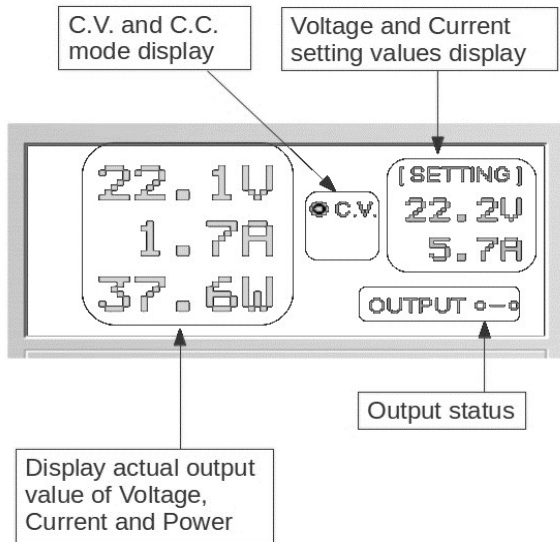 C.V. and C.C.
mode display
Voltage and Current
setting values display
22.1V
1.7A
37.6W
C.V.
[SETTING]
22.2V
5.7A
OUTPUT
Output status
Display actual output
value of Voltage,
Current and Power